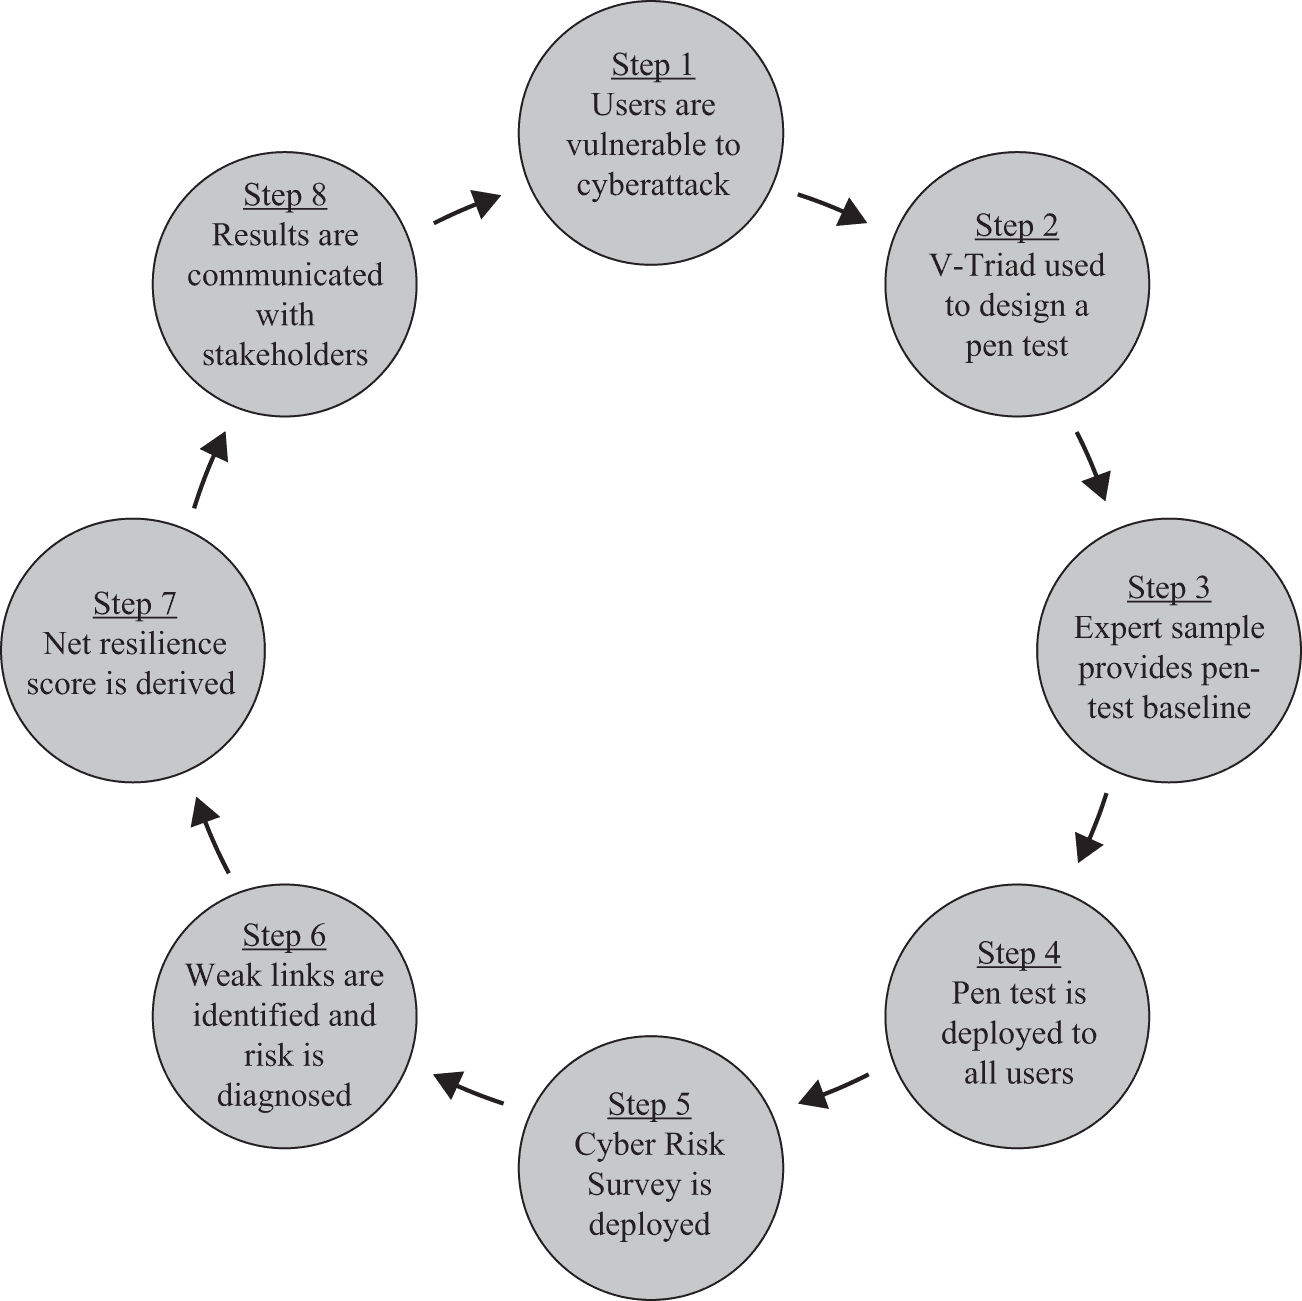 Step 1
Users are
vulnerable to
cyberattack
Step 2
V-Triad used
to design a
pen test
Step 3
Expert sample
provides pen-
test baseline
Step 4
Pen test is
deployed to
all users
Step 5
Cyber Risk
Survey is
deployed
Step 6
Weak links are
identified and
risk is
diagnosed
Step 7
Net resilience
score is derived
Step 8
Results are
communicated
with
stakeholders